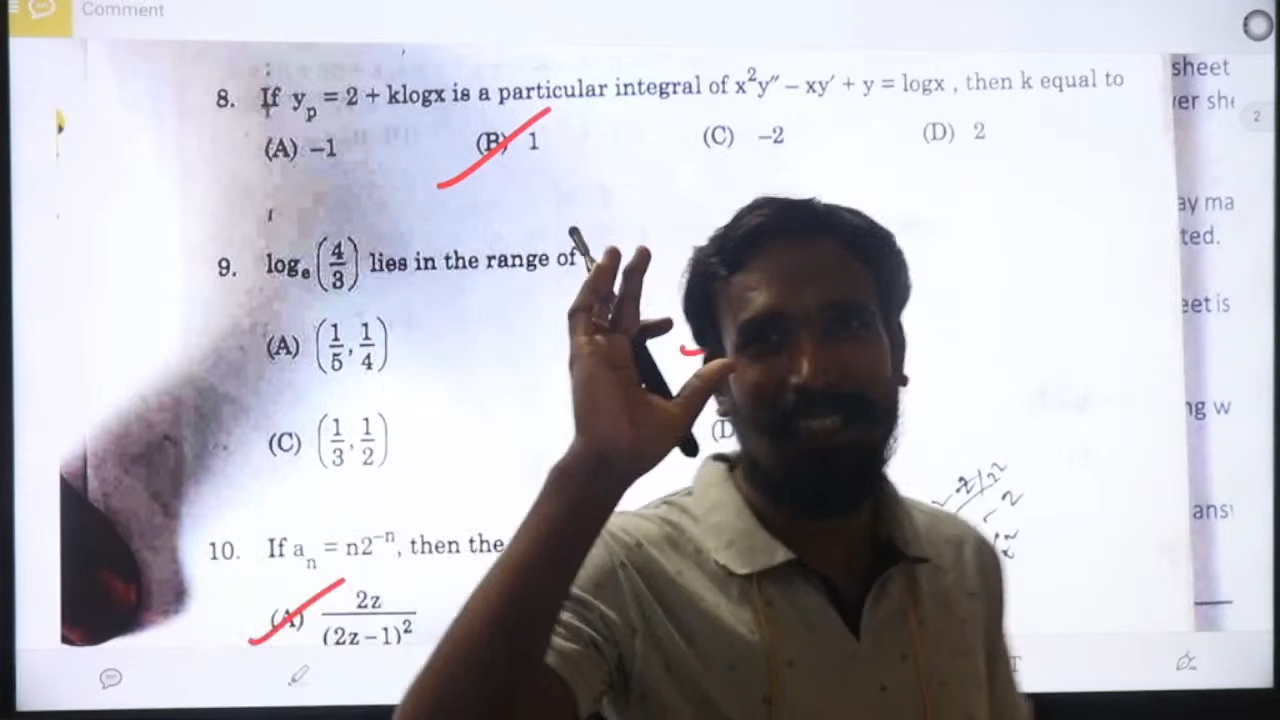 Comment
8. If y_p = 2 + klogx is a particular integral of x²y″ – xy′ + y = logx , then k equal to
(A) –1 (B) 1 (C) –2 (D) 2
9. logₑ(4/3) lies in the range of
(A) (1/5, 1/4)
(C) (1/3, 1/2) (D
10. If aₙ = n2⁻ⁿ, then the
(A) 2z/(2z–1)²
sheet
2
ay ma
ted.
eet is
ng w
T